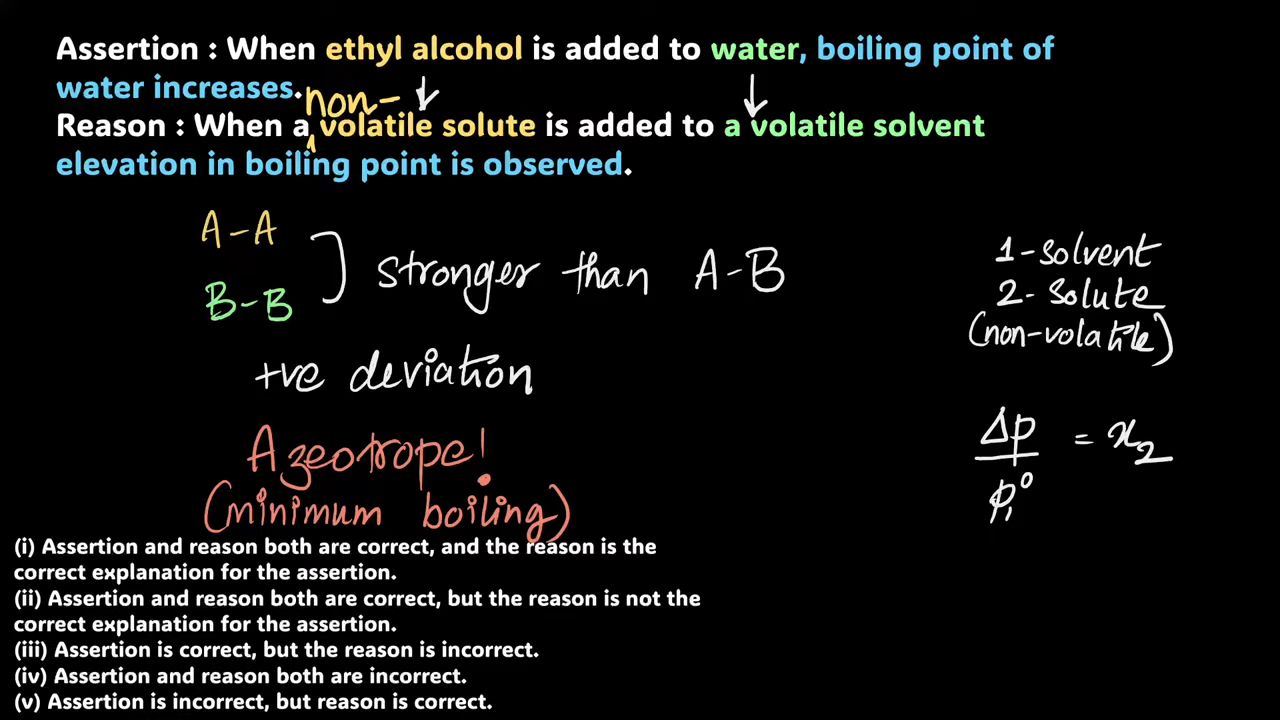 Assertion : When ethyl alcohol is added to water, boiling point of
water increases.
non-
Reason : When a volatile solute is added to a volatile solvent
elevation in boiling point is observed.
A-A
B-B
stronger than A-B
1-solvent
2-solute
(non-volatile)
+ve deviation
Δp
p₁⁰
= x₂
Azeotrope!
(minimum boiling)
(i) Assertion and reason both are correct, and the reason is the
correct explanation for the assertion.
(ii) Assertion and reason both are correct, but the reason is not the
correct explanation for the assertion.
(iii) Assertion is correct, but the reason is incorrect.
(iv) Assertion and reason both are incorrect.
(v) Assertion is incorrect, but reason is correct.